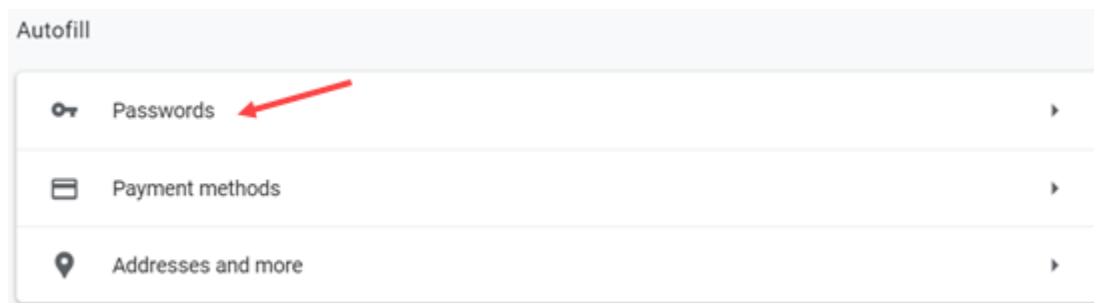 Autofill
Passwords
Payment methods
Addresses and more